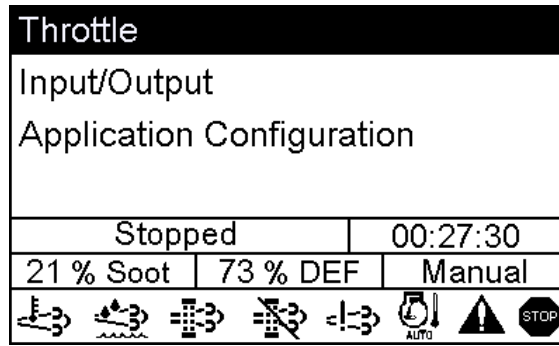 Throttle
Input/Output
Application Configuration
Stopped 00:27:30
21 % Soot 73 % DEF Manual
AUTO STOP